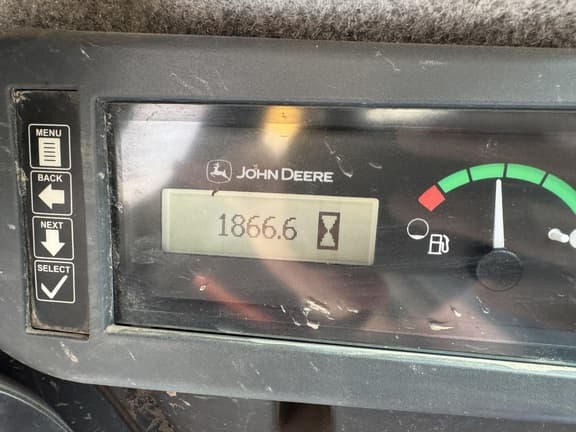 MENU
BACK
NEXT
SELECT
JOHN DEERE
1866.6